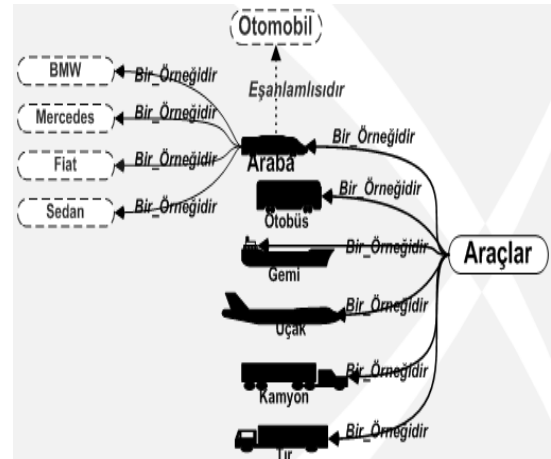 Otomobil
BMW
Bir_Örneğidir
Mercedes
Bir_Örneğidir
Eşahlamlısıdır
Fiat
Bir_Örneğidir
Sedan
Bir_Örneğidir
Araba
Bir_Örneğidir
Otobüs
Bir_Örneğidir
Gemi
Bir_Örneğidir
Araçlar
Uçak
Bir_Örneğidir
Kamyon
Bir_Örneğidir
Tır
Bir_Örneğidir